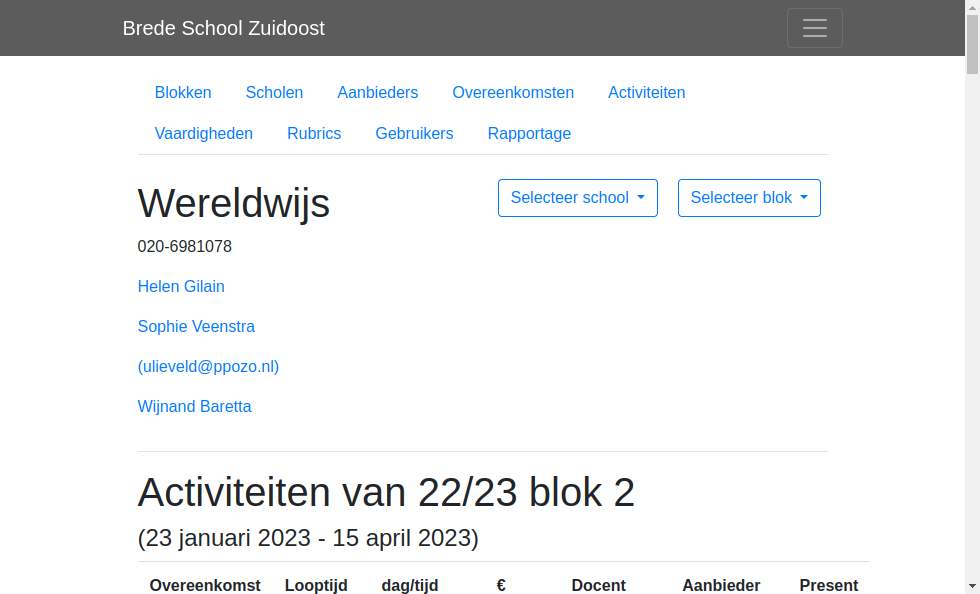 Brede School Zuidoost
Blokken Scholen Aanbieders Overeenkomsten Activiteiten
Vaardigheden Rubrics Gebruikers Rapportage
Wereldwijs Selecteer school Selecteer blok
020-6981078
Helen Gilain
Sophie Veenstra
(ulieveld@ppozo.nl)
Wijnand Baretta
Activiteiten van 22/23 blok 2
(23 januari 2023 - 15 april 2023)
Overeenkomst Looptijd dag/tijd € Docent Aanbieder Present